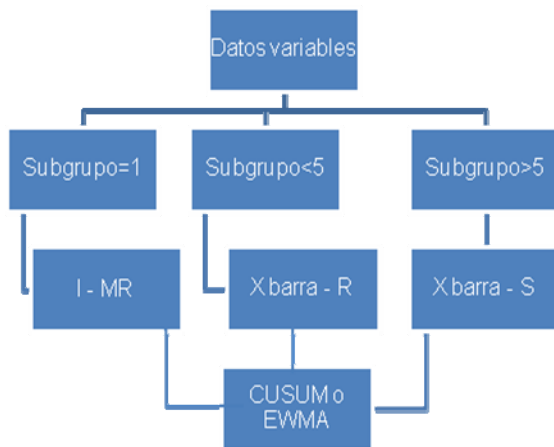 Datos variables
Subgrupo=1
Subgrupo<5
Subgrupo>5
I - MR
X barra - R
X barra - S
CUSUM o
EWMA